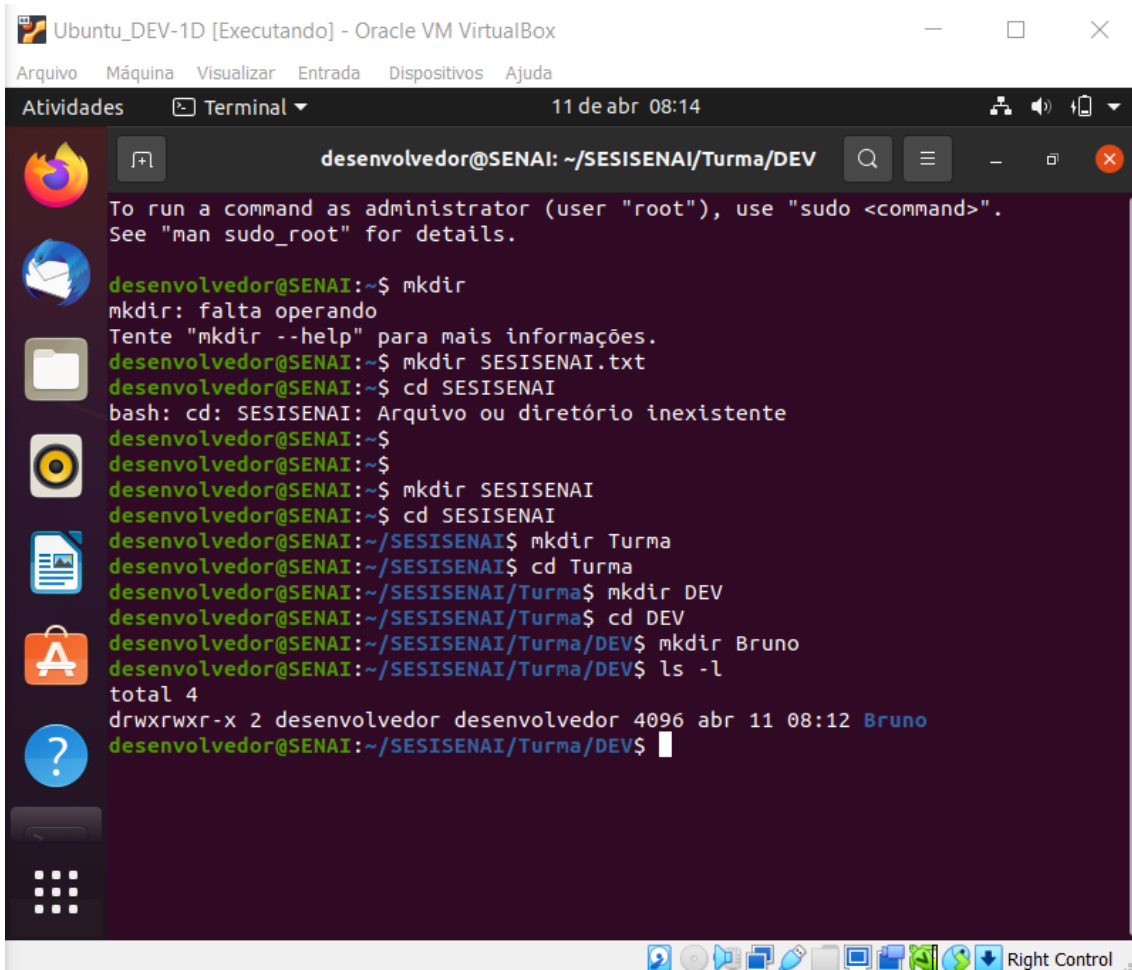 Ubuntu_DEV-1D [Executando] - Oracle VM VirtualBox
Arquivo Máquina Visualizar Entrada Dispositivos Ajuda
Atividades Terminal 11 de abr 08:14
desenvolvedor@SENAI: ~/SESISENAI/Turma/DEV
To run a command as administrator (user "root"), use "sudo <command>".
See "man sudo_root" for details.
desenvolvedor@SENAI:~$ mkdir
mkdir: falta operando
Tente "mkdir --help" para mais informações.
desenvolvedor@SENAI:~$ mkdir SESISENAI.txt
desenvolvedor@SENAI:~$ cd SESISENAI
bash: cd: SESISENAI: Arquivo ou diretório inexistente
desenvolvedor@SENAI:~$
desenvolvedor@SENAI:~$
desenvolvedor@SENAI:~$ mkdir SESISENAI
desenvolvedor@SENAI:~$ cd SESISENAI
desenvolvedor@SENAI:~/SESISENAI$ mkdir Turma
desenvolvedor@SENAI:~/SESISENAI$ cd Turma
desenvolvedor@SENAI:~/SESISENAI/Turma$ mkdir DEV
desenvolvedor@SENAI:~/SESISENAI/Turma$ cd DEV
desenvolvedor@SENAI:~/SESISENAI/Turma/DEV$ mkdir Bruno
desenvolvedor@SENAI:~/SESISENAI/Turma/DEV$ ls -l
total 4
drwxrwxr-x 2 desenvolvedor desenvolvedor 4096 abr 11 08:12 Bruno
desenvolvedor@SENAI:~/SESISENAI/Turma/DEV$
Right Control